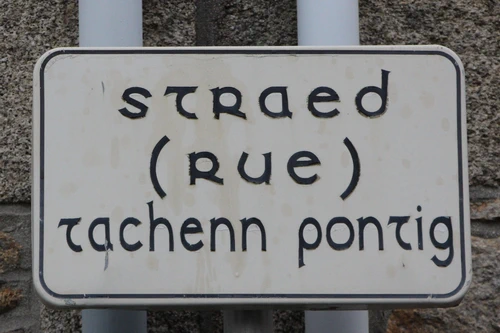 straed
(rue)
tachenn pontig